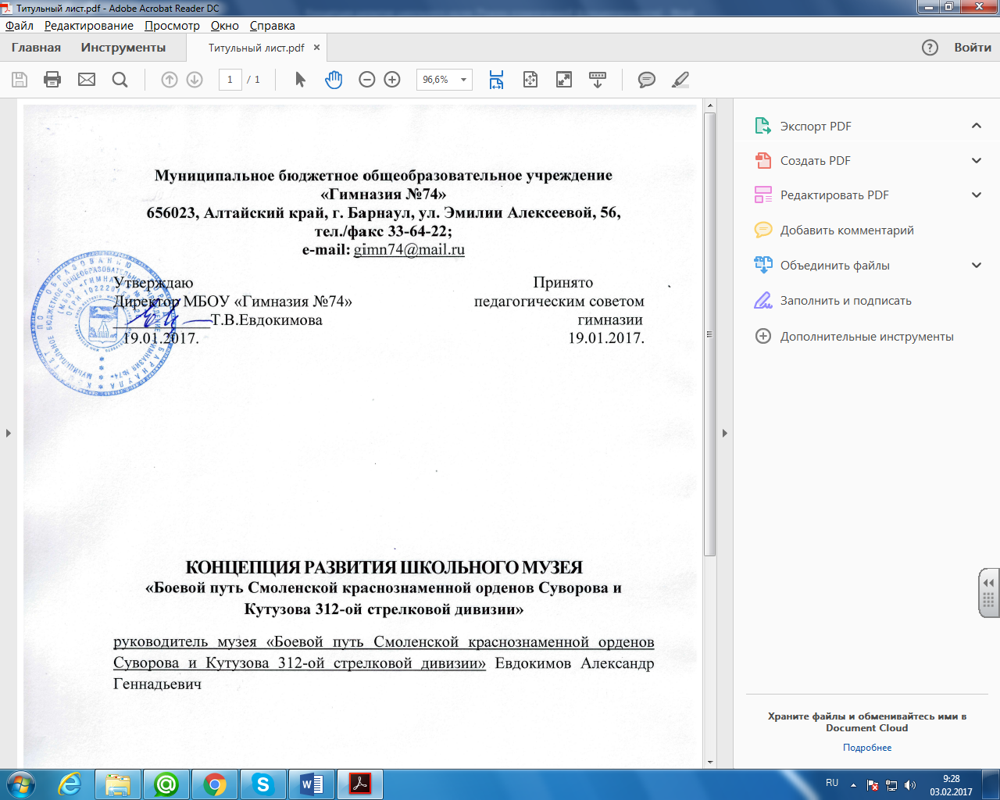 Титульный лист.pdf - Adobe Acrobat Reader DC
Файл Редактирование Просмотр Окно Справка
Главная Инструменты Титульный лист.pdf × ? Войти
1 / 1 96,6%
Муниципальное бюджетное общеобразовательное учреждение
«Гимназия №74»
656023, Алтайский край, г. Барнаул, ул. Эмилии Алексеевой, 56,
тел./факс 33-64-22;
e-mail: gimn74@mail.ru
Утверждаю Принято
Директор МБОУ «Гимназия №74» педагогическим советом
Т.В.Евдокимова гимназии
19.01.2017. 19.01.2017.
КОНЦЕПЦИЯ РАЗВИТИЯ ШКОЛЬНОГО МУЗЕЯ
«Боевой путь Смоленской краснознаменной орденов Суворова и
Кутузова 312-ой стрелковой дивизии»
руководитель музея «Боевой путь Смоленской краснознаменной орденов
Суворова и Кутузова 312-ой стрелковой дивизии» Евдокимов Александр
Геннадьевич
Экспорт PDF
Создать PDF
Редактировать PDF
Добавить комментарий
Объединить файлы
Заполнить и подписать
Дополнительные инструменты
Храните файлы и обменивайтесь ими в
Document Cloud
Подробнее
RU 9:28
03.02.2017